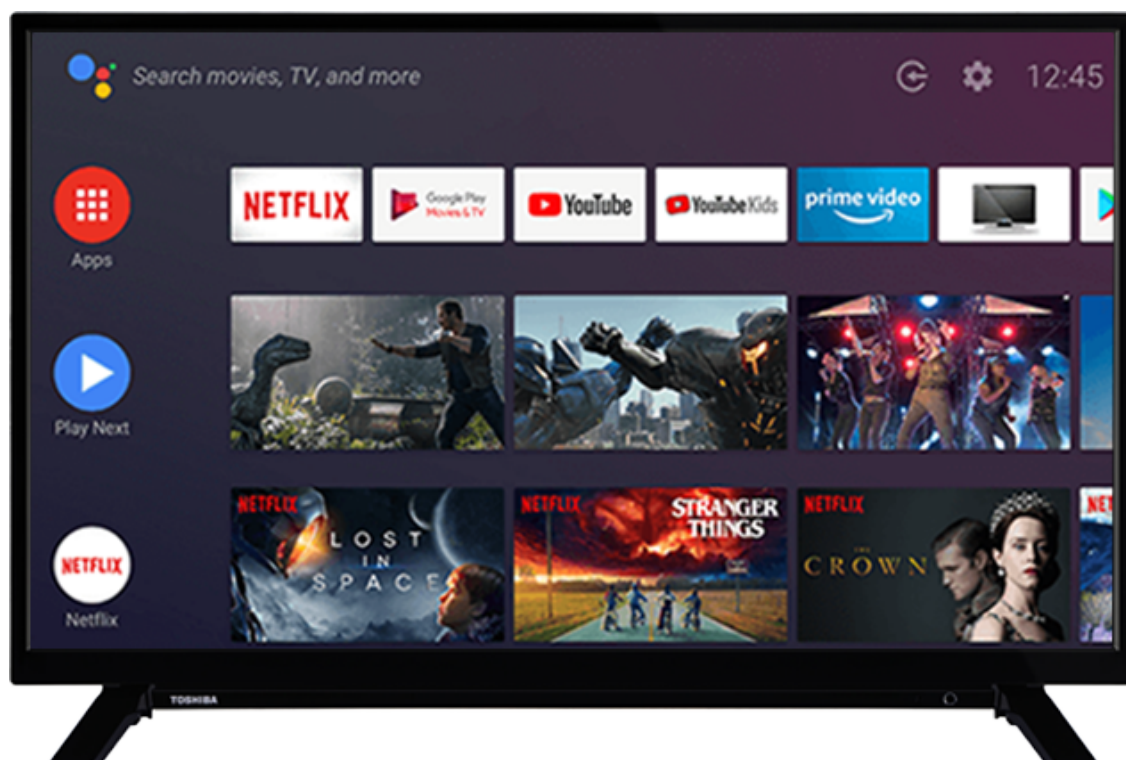 Search movies, TV, and more
12:45
Apps
NETFLIX
Google Play
Movies & TV
YouTube
YouTube Kids
prime video
Play Next
NETFLIX
Netflix
NETFLIX
LOST
IN
SPACE
NETFLIX
STRANGER
THINGS
NETFLIX
THE
CROWN
NET
TOSHIBA